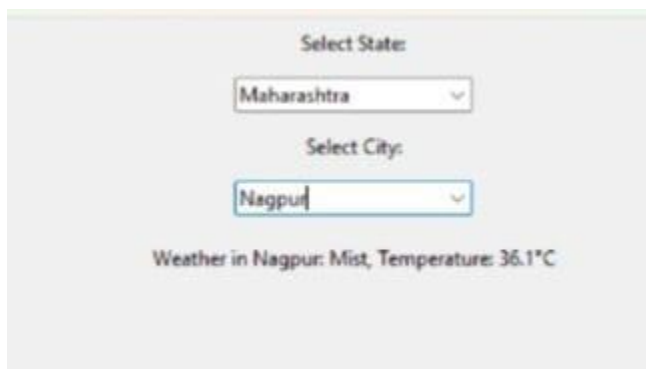 Select State:
Maharashtra
Select City:
Nagpur
Weather in Nagpur: Mist, Temperature: 36.1°C